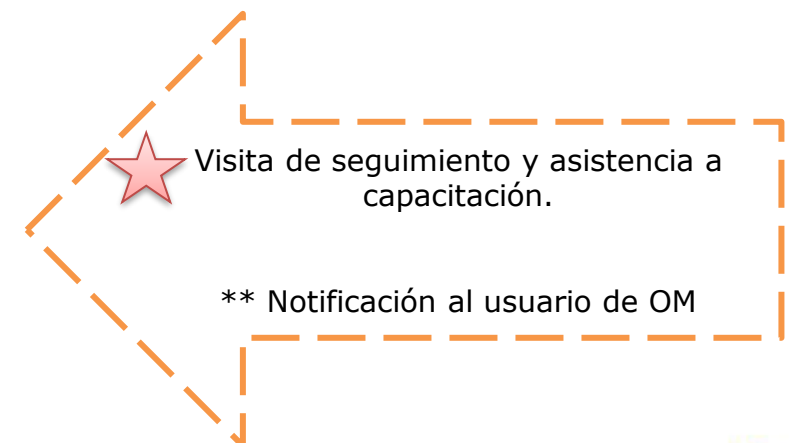 Visita de seguimiento y asistencia a
capacitación.
** Notificación al usuario de OM